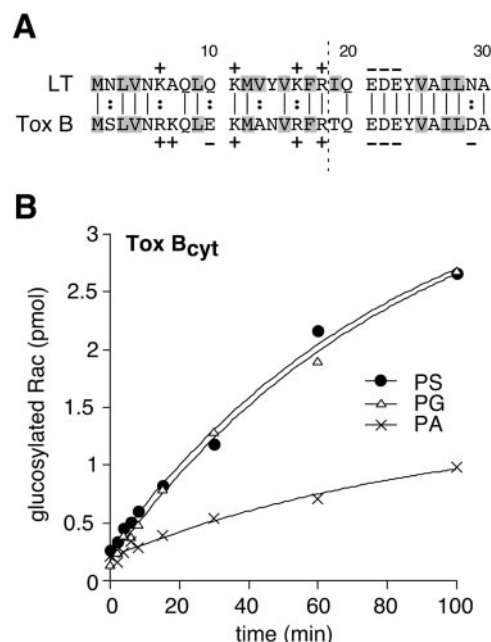 A
10 20 30
+ + + + −−−
LT MNLVNKAQLQ KMVYVKFRIQ EDEYVAILNA
Tox B MSLVNRKQLE KMANVRFRTQ EDEYVAILDA
++ − + + + −−− −
B
Tox Bcyt
3
2.5
2
1.5
1
0.5
0
glucosylated Rac (pmol)
PS
PG
PA
0 20 40 60 80 100
time (min)